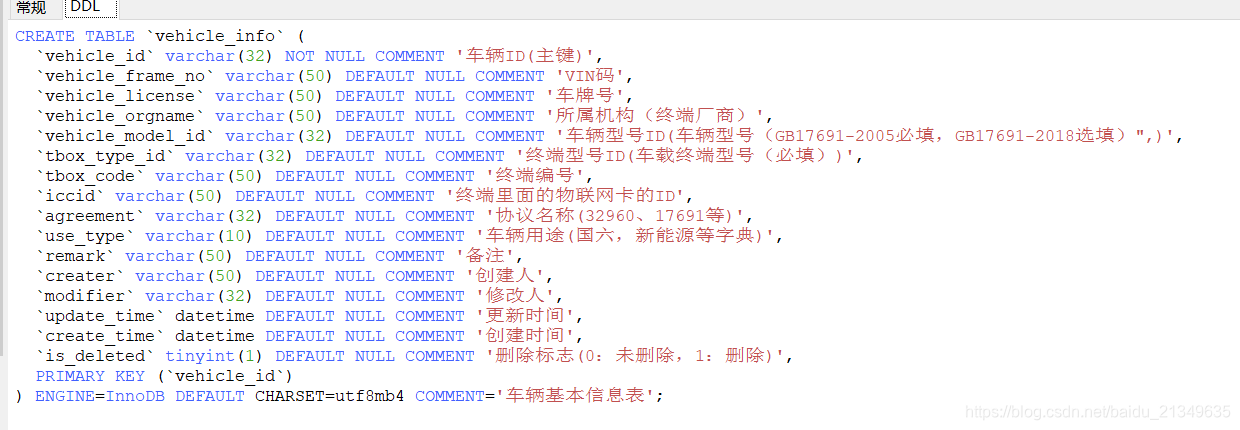 常规 DDL
CREATE TABLE `vehicle_info` (
`vehicle_id` varchar(32) NOT NULL COMMENT '车辆ID(主键)',
`vehicle_frame_no` varchar(50) DEFAULT NULL COMMENT 'VIN码',
`vehicle_license` varchar(50) DEFAULT NULL COMMENT '车牌号',
`vehicle_orgname` varchar(50) DEFAULT NULL COMMENT '所属机构（终端厂商）',
`vehicle_model_id` varchar(32) DEFAULT NULL COMMENT '车辆型号ID(车辆型号（GB17691-2005必填，GB17691-2018选填）",)',
`tbox_type_id` varchar(32) DEFAULT NULL COMMENT '终端型号ID(车载终端型号（必填）)',
`tbox_code` varchar(50) DEFAULT NULL COMMENT '终端编号',
`iccid` varchar(50) DEFAULT NULL COMMENT '终端里面的物联网卡的ID',
`agreement` varchar(32) DEFAULT NULL COMMENT '协议名称(32960、17691等)',
`use_type` varchar(10) DEFAULT NULL COMMENT '车辆用途(国六，新能源等字典)',
`remark` varchar(50) DEFAULT NULL COMMENT '备注',
`creater` varchar(50) DEFAULT NULL COMMENT '创建人',
`modifier` varchar(32) DEFAULT NULL COMMENT '修改人',
`update_time` datetime DEFAULT NULL COMMENT '更新时间',
`create_time` datetime DEFAULT NULL COMMENT '创建时间',
`is_deleted` tinyint(1) DEFAULT NULL COMMENT '删除标志(0：未删除，1：删除)',
PRIMARY KEY (`vehicle_id`)
) ENGINE=InnoDB DEFAULT CHARSET=utf8mb4 COMMENT='车辆基本信息表';
https://blog.csdn.net/baidu_21349635